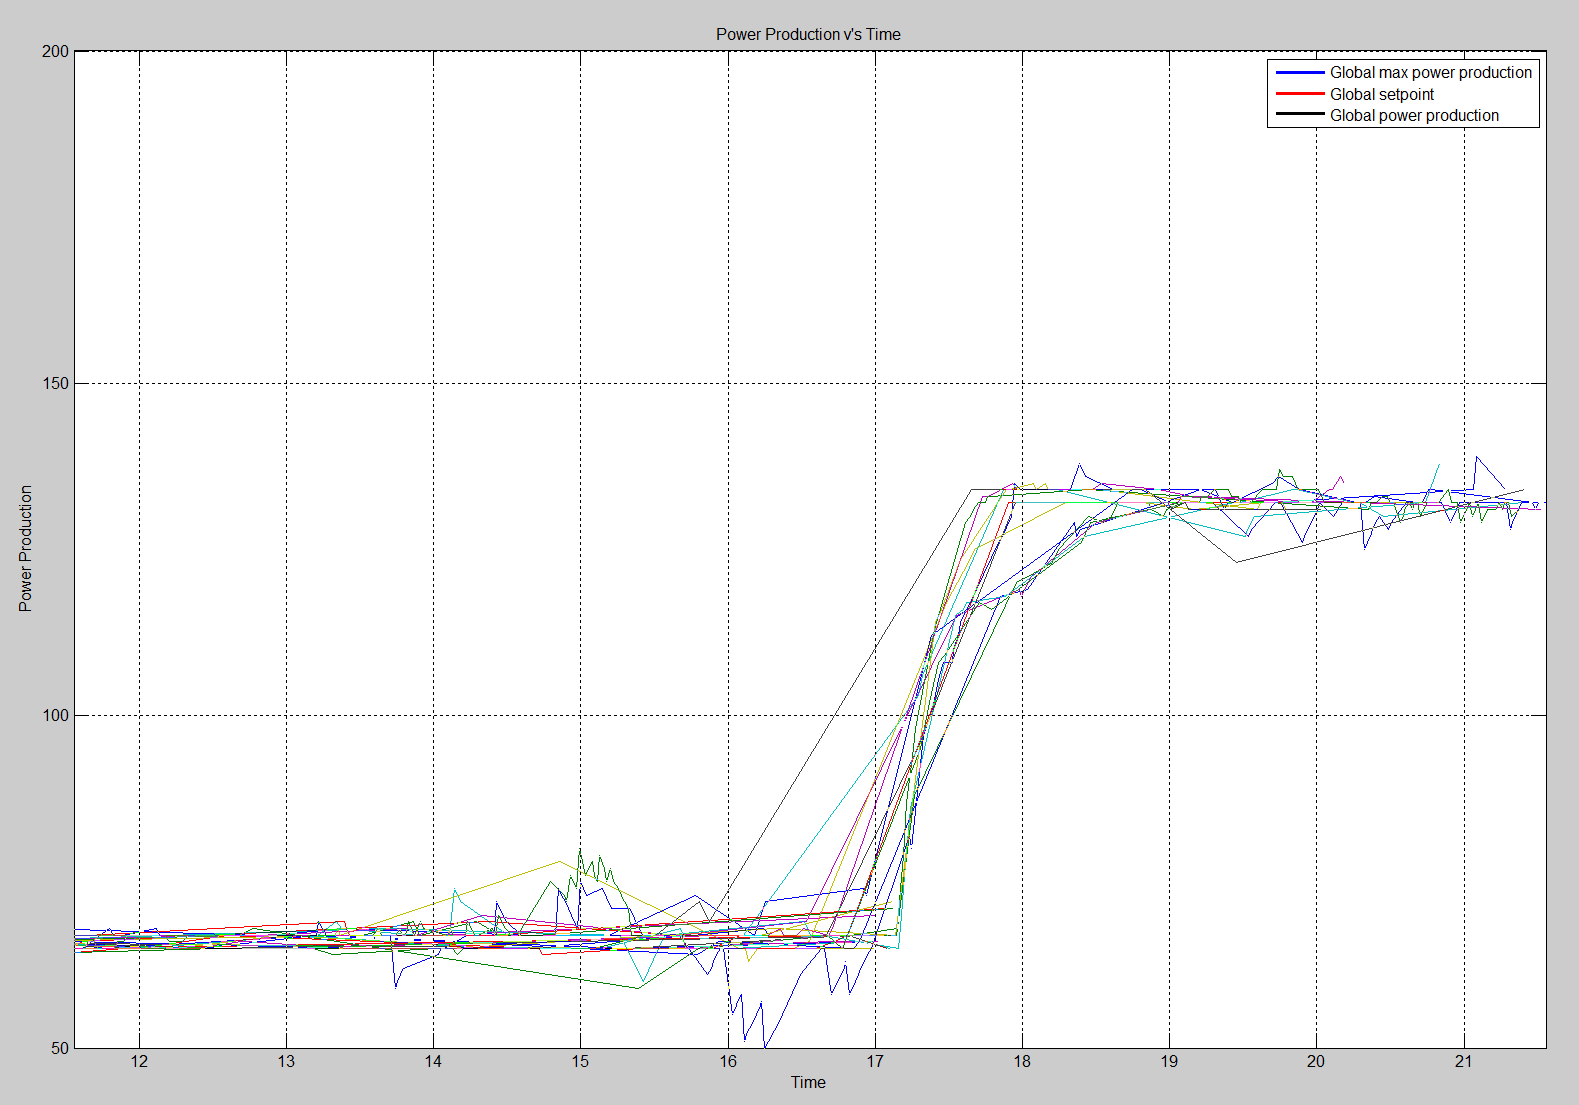 Power Production v's Time
200
150
100
50
Power Production
Global max power production
Global setpoint
Global power production
12 13 14 15 16 17 18 19 20 21
Time